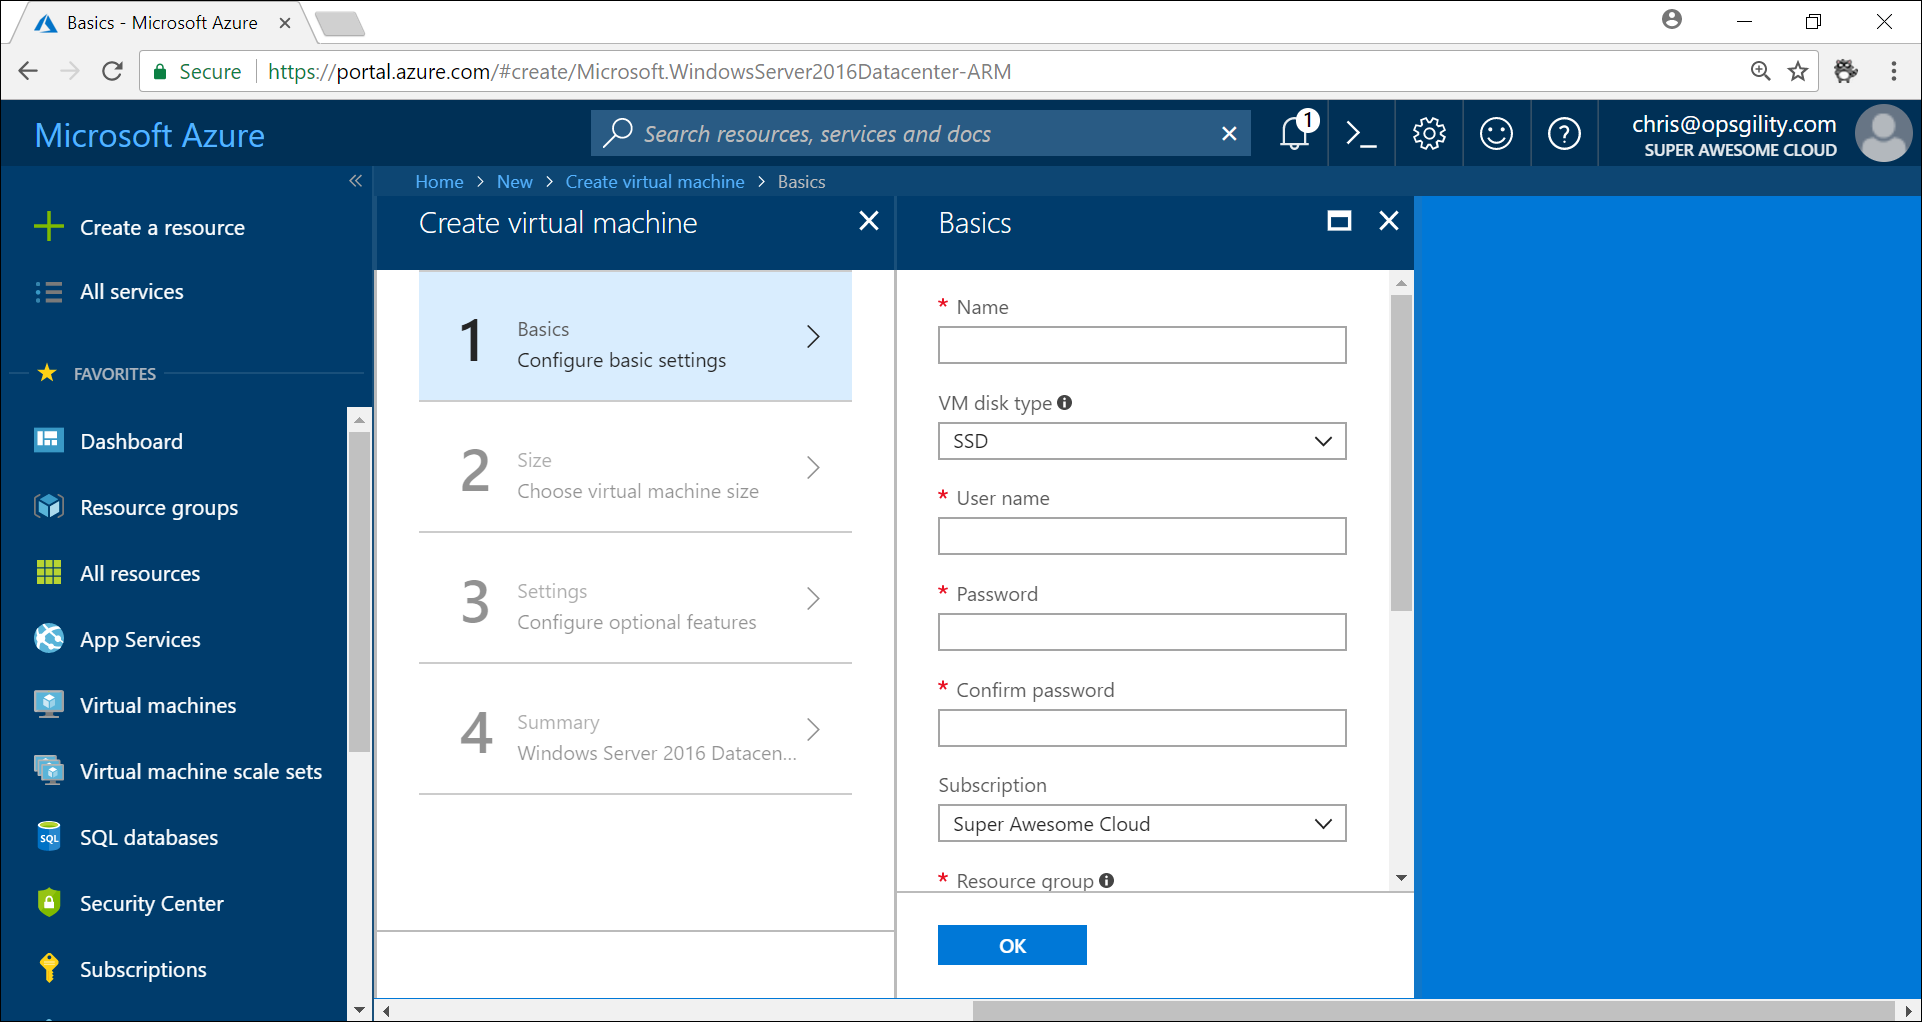 Basics - Microsoft Azure
Secure
https://portal.azure.com/#create/Microsoft.WindowsServer2016Datacenter-ARM
Microsoft Azure
Search resources, services and docs
1
chris@opsgility.com
SUPER AWESOME CLOUD
Home > New > Create virtual machine > Basics
Create a resource
All services
FAVORITES
Dashboard
Resource groups
All resources
App Services
Virtual machines
Virtual machine scale sets
SQL
SQL databases
Security Center
Subscriptions
Create virtual machine
1
Basics
Configure basic settings
2
Size
Choose virtual machine size
3
Settings
Configure optional features
4
Summary
Windows Server 2016 Datacen...
Basics
* Name
VM disk type
SSD
* User name
* Password
* Confirm password
Subscription
Super Awesome Cloud
* Resource group
OK